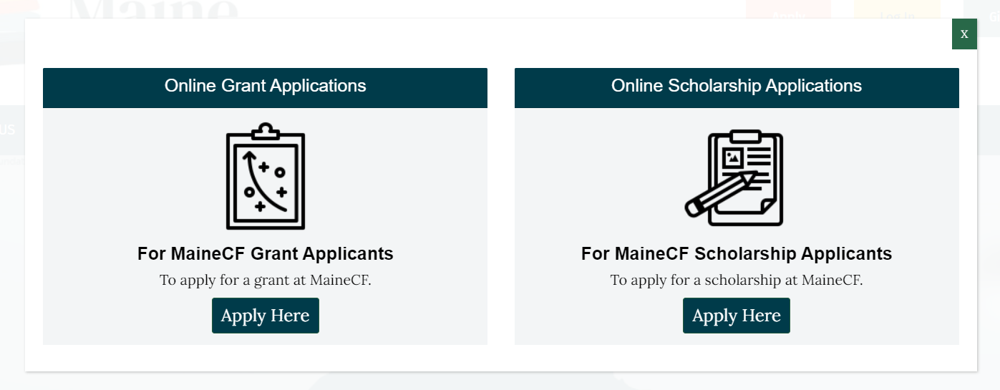 Maine
Apply
Log In
x
Online Grant Applications
Online Scholarship Applications
US
For MaineCF Grant Applicants
For MaineCF Scholarship Applicants
To apply for a grant at MaineCF.
To apply for a scholarship at MaineCF.
Apply Here
Apply Here